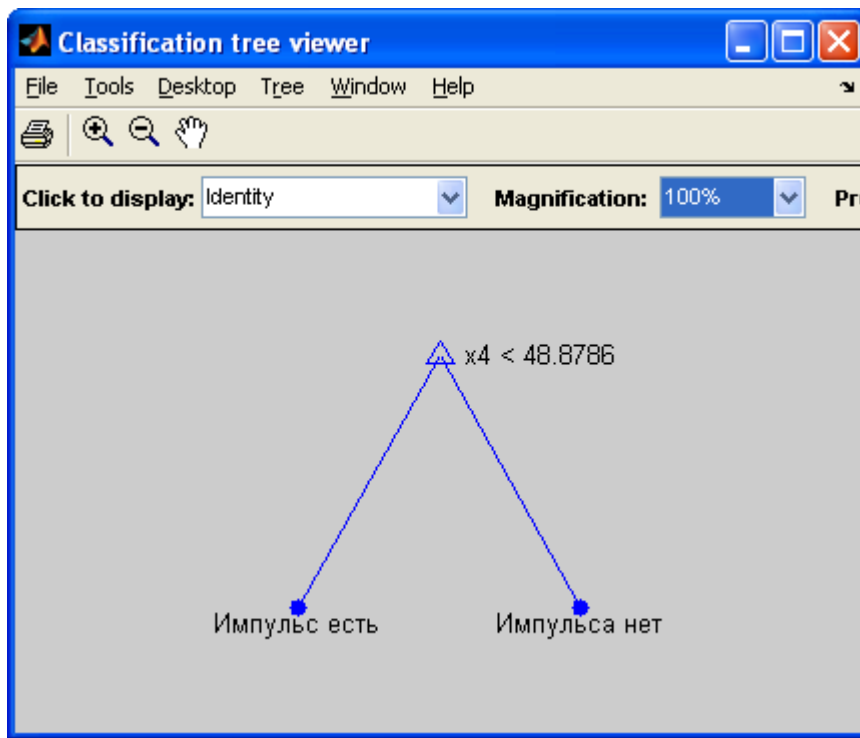 Classification tree viewer
File Tools Desktop Tree Window Help
Click to display: Identity Magnification: 100%
x4 < 48.8786
Импульс есть Импульса нет